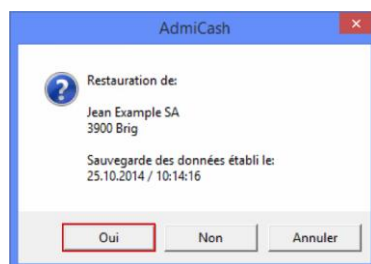 AdmiCash
Restauration de:
Jean Example SA
3900 Brig
Sauvegarde des données établi le:
25.10.2014 / 10:14:16
Oui Non Annuler